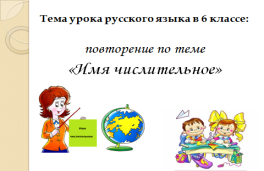 Тема урока русского языка в 6 классе:
повторение по теме
«Имя числительное»